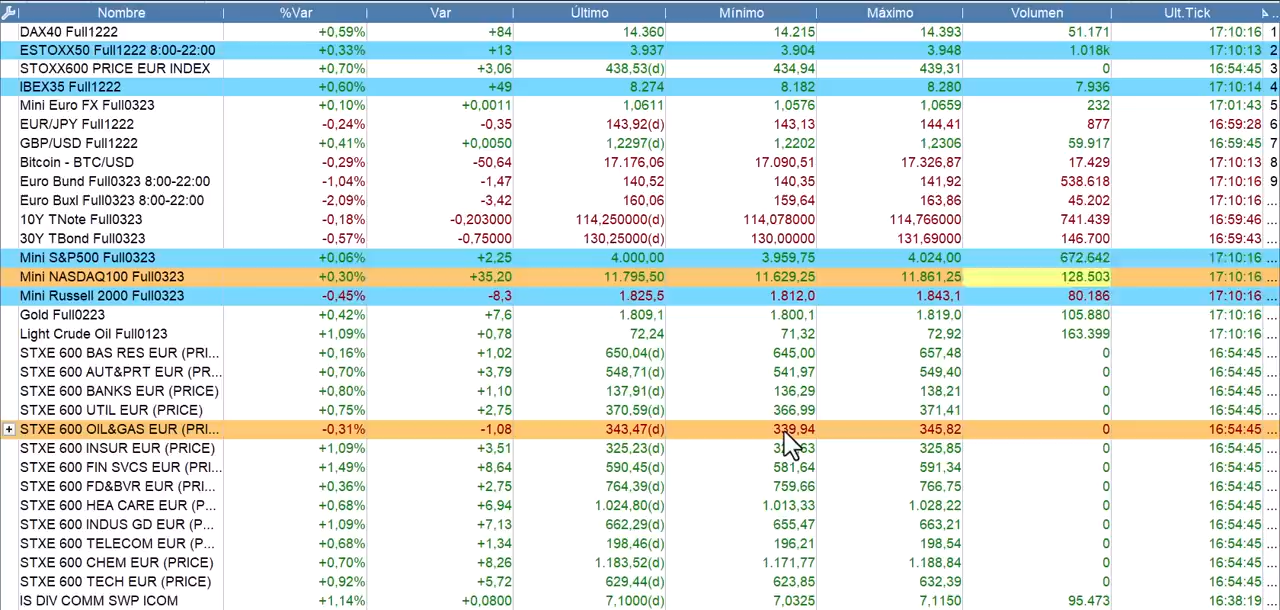 Nombre %Var Var Último Mínimo Máximo Volumen Ult.Tick ...
DAX40 Full1222 +0,59% +84 14.360 14.215 14.393 51.171 17:10:16 1
ESTOXX50 Full1222 8:00-22:00 +0,33% +13 3.937 3.904 3.948 1.018k 17:10:13 2
STOXX600 PRICE EUR INDEX +0,70% +3,06 438,53(d) 434,94 439,31 0 16:54:45 3
IBEX35 Full1222 +0,60% +49 8.274 8.182 8.280 7.936 17:10:14 4
Mini Euro FX Full0323 +0,10% +0,0011 1,0611 1,0576 1,0659 232 17:01:43 5
EUR/JPY Full1222 -0,24% -0,35 143,92(d) 143,13 144,41 877 16:59:28 6
GBP/USD Full1222 +0,41% +0,0050 1,2297(d) 1,2202 1,2306 59.917 16:59:45 7
Bitcoin - BTC/USD -0,29% -50,64 17.176,06 17.090,51 17.326,87 17.429 17:10:13 8
Euro Bund Full0323 8:00-22:00 -1,04% -1,47 140,52 140,35 141,92 538.618 17:10:16 9
Euro Buxl Full0323 8:00-22:00 -2,09% -3,42 160,06 159,64 163,86 45.202 17:10:16 ...
10Y TNote Full0323 -0,18% -0,203000 114,250000(d) 114,078000 114,766000 741.439 16:59:46 ...
30Y TBond Full0323 -0,57% -0,75000 130,25000(d) 130,00000 131,69000 146.700 16:59:43 ...
Mini S&P500 Full0323 +0,06% +2,25 4.000,00 3.959,75 4.024,00 672.642 17:10:16 ...
Mini NASDAQ100 Full0323 +0,30% +35,20 11.795,50 11.629,25 11.861,25 128.503 17:10:16 ...
Mini Russell 2000 Full0323 -0,45% -8,3 1.825,5 1.812,0 1.843,1 80.186 17:10:16 ...
Gold Full0223 +0,42% +7,6 1.809,1 1.800,1 1.819,0 105.880 17:10:16 ...
Light Crude Oil Full0123 +1,09% +0,78 72,24 71,32 72,92 163.399 17:10:16 ...
STXE 600 BAS RES EUR (PRI... +0,16% +1,02 650,04(d) 645,00 657,48 0 16:54:45 ...
STXE 600 AUT&PRT EUR (PR... +0,70% +3,79 548,71(d) 541,97 549,40 0 16:54:45 ...
STXE 600 BANKS EUR (PRICE) +0,80% +1,10 137,91(d) 136,29 138,21 0 16:54:45 ...
STXE 600 UTIL EUR (PRICE) +0,75% +2,75 370,59(d) 366,99 371,41 0 16:54:45 ...
STXE 600 OIL&GAS EUR (PRI... -0,31% -1,08 343,47(d) 339,94 345,82 0 16:54:45 ...
STXE 600 INSUR EUR (PRICE) +1,09% +3,51 325,23(d) 325,85 0 16:54:45 ...
STXE 600 FIN SVCS EUR (PRI... +1,49% +8,64 590,45(d) 581,64 591,34 0 16:54:45 ...
STXE 600 FD&BVR EUR (PRI... +0,36% +2,75 764,39(d) 759,66 766,75 0 16:54:45 ...
STXE 600 HEA CARE EUR (P... +0,68% +6,94 1.024,80(d) 1.013,33 1.028,22 0 16:54:45 ...
STXE 600 INDUS GD EUR (P... +1,09% +7,13 662,29(d) 655,47 663,21 0 16:54:45 ...
STXE 600 TELECOM EUR (P... +0,68% +1,34 198,46(d) 196,21 198,54 0 16:54:45 ...
STXE 600 CHEM EUR (PRICE) +0,70% +8,26 1.183,52(d) 1.171,77 1.188,84 0 16:54:45 ...
STXE 600 TECH EUR (PRICE) +0,92% +5,72 629,44(d) 623,85 632,39 0 16:54:45 ...
IS DIV COMM SWP ICOM +1,14% +0,0800 7,1000(d) 7,0325 7,1150 95.473 16:38:19 ...